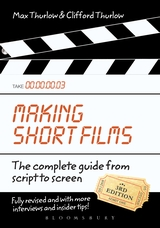 Max Thurlow & Clifford Thurlow
TAKE: 00:00:00:03
MAKING
SHORT FILMS
The complete guide from
script to screen
3RD EDITION
Fully revised and with more
interviews and insider tips!
BLOOMSBURY